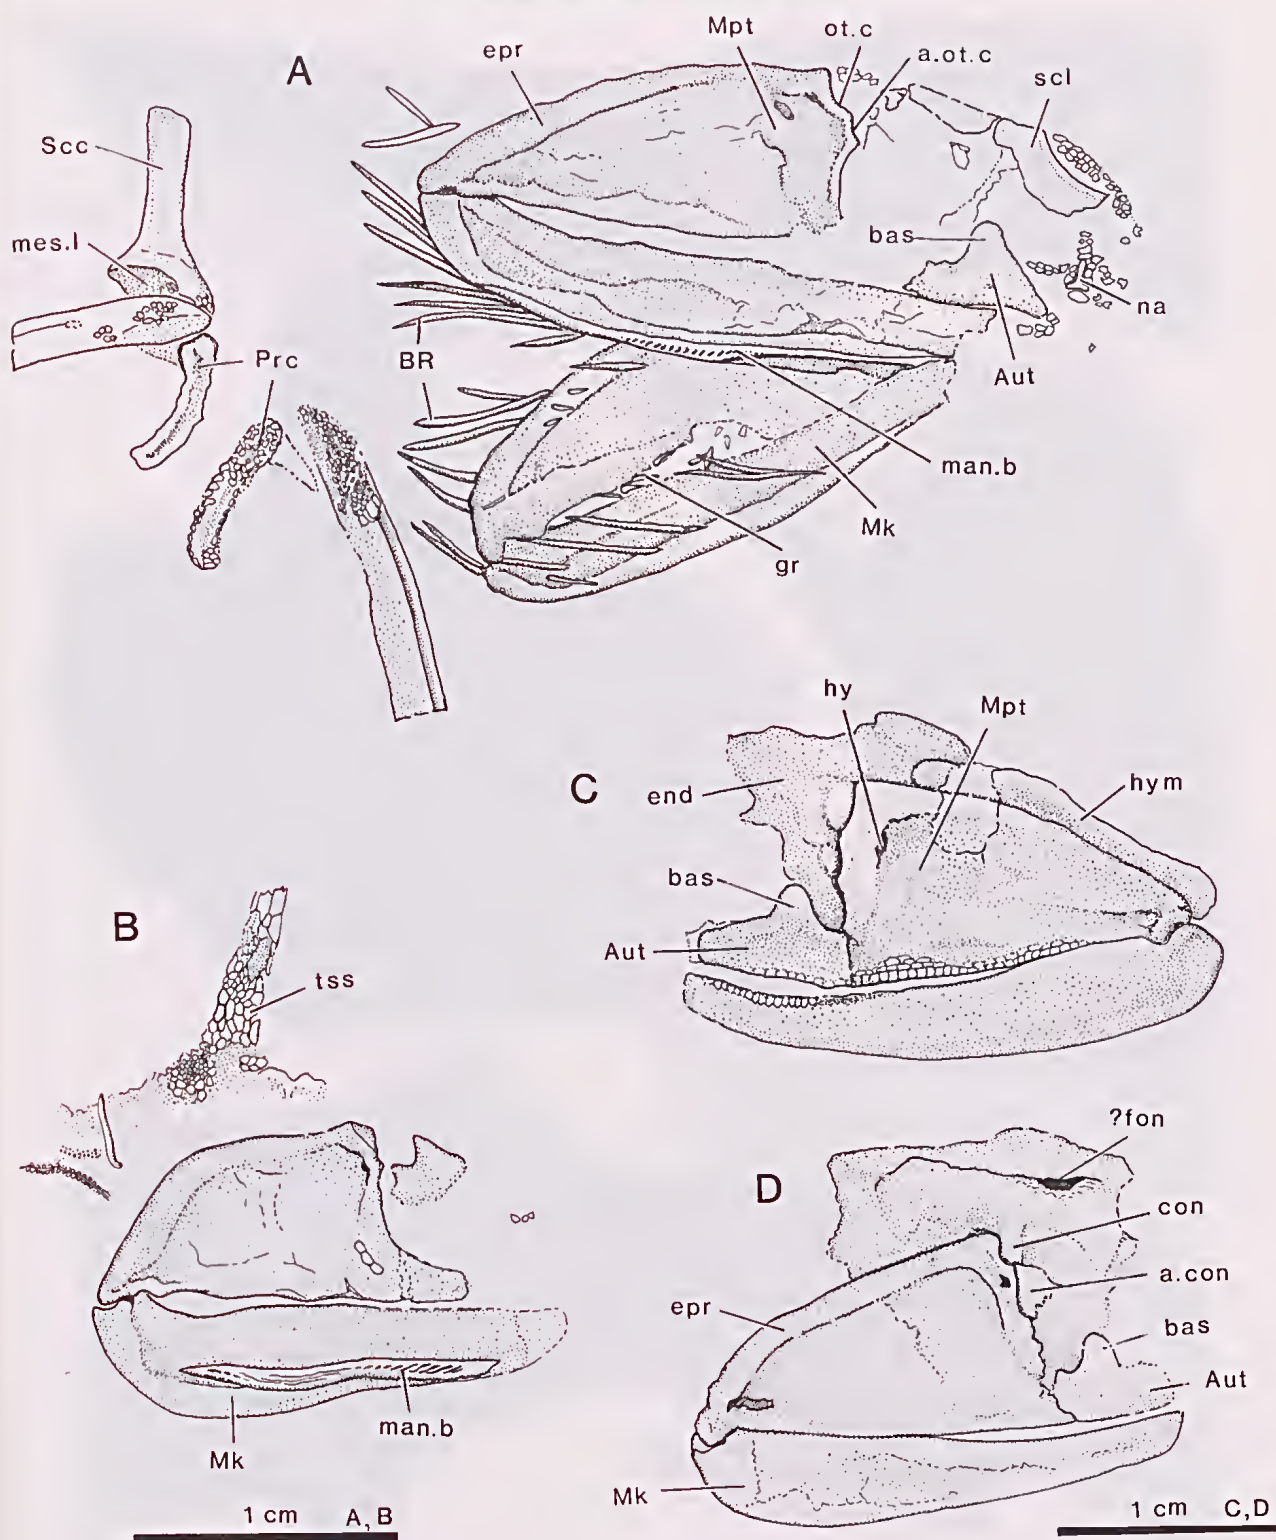 A
epr
Mpt
ot.c
a.ot.c
scl
Scc
mes.l
bas
na
Prc
BR
Aut
man.b
Mk
gr
C
hy
Mpt
end
hym
bas
Aut
B
tss
?fon
D
con
a.con
epr
bas
Aut
man.b
Mk
Mk
1 cm A, B
1 cm C, D